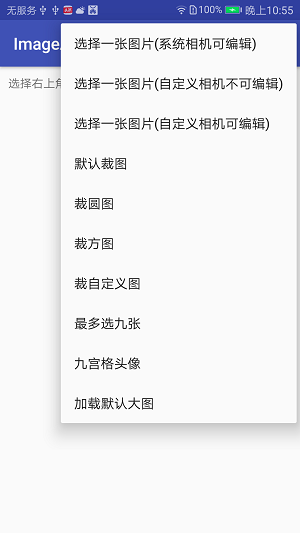 无服务 100% 晚上10:55
Image
选择右上角
选择一张图片(系统相机可编辑)
选择一张图片(自定义相机不可编辑)
选择一张图片(自定义相机可编辑)
默认裁图
裁圆图
裁方图
裁自定义图
最多选九张
九宫格头像
加载默认大图